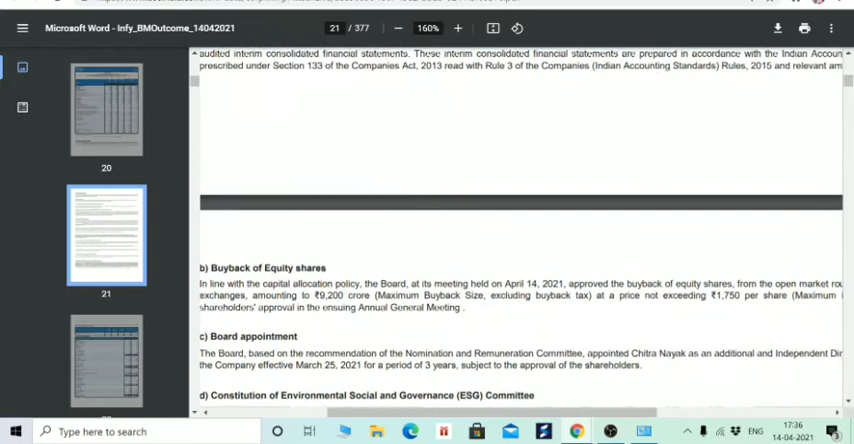 Microsoft Word - Infy_BMOutcome_14042021
21 / 377
160%
audited interim consolidated financial statements. These interim consolidated financial statements are prepared in accordance with the Indian Accoun
prescribed under Section 133 of the Companies Act, 2013 read with Rule 3 of the Companies (Indian Accounting Standards) Rules, 2015 and relevant am
20
21
b) Buyback of Equity shares
In line with the capital allocation policy, the Board, at its meeting held on April 14, 2021, approved the buyback of equity shares, from the open market rou
exchanges, amounting to ₹9,200 crore (Maximum Buyback Size, excluding buyback tax) at a price not exceeding ₹1,750 per share (Maximum
shareholders' approval in the ensuing Annual General Meeting .
c) Board appointment
The Board, based on the recommendation of the Nomination and Remuneration Committee, appointed Chitra Nayak as an additional and Independent Dir
the Company effective March 25, 2021 for a period of 3 years, subject to the approval of the shareholders.
d) Constitution of Environmental Social and Governance (ESG) Committee
Type here to search
ENG
17:36
14-04-2021